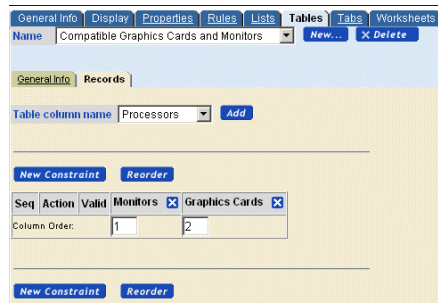 General Info Display Properties Rules Lists Tables Tabs Worksheets
Name Compatible Graphics Cards and Monitors New... X Delete
General Info Records
Table column name Processors Add
New Constraint Reorder
Seq Action Valid Monitors X Graphics Cards X
Column Order: 1 2
New Constraint Reorder